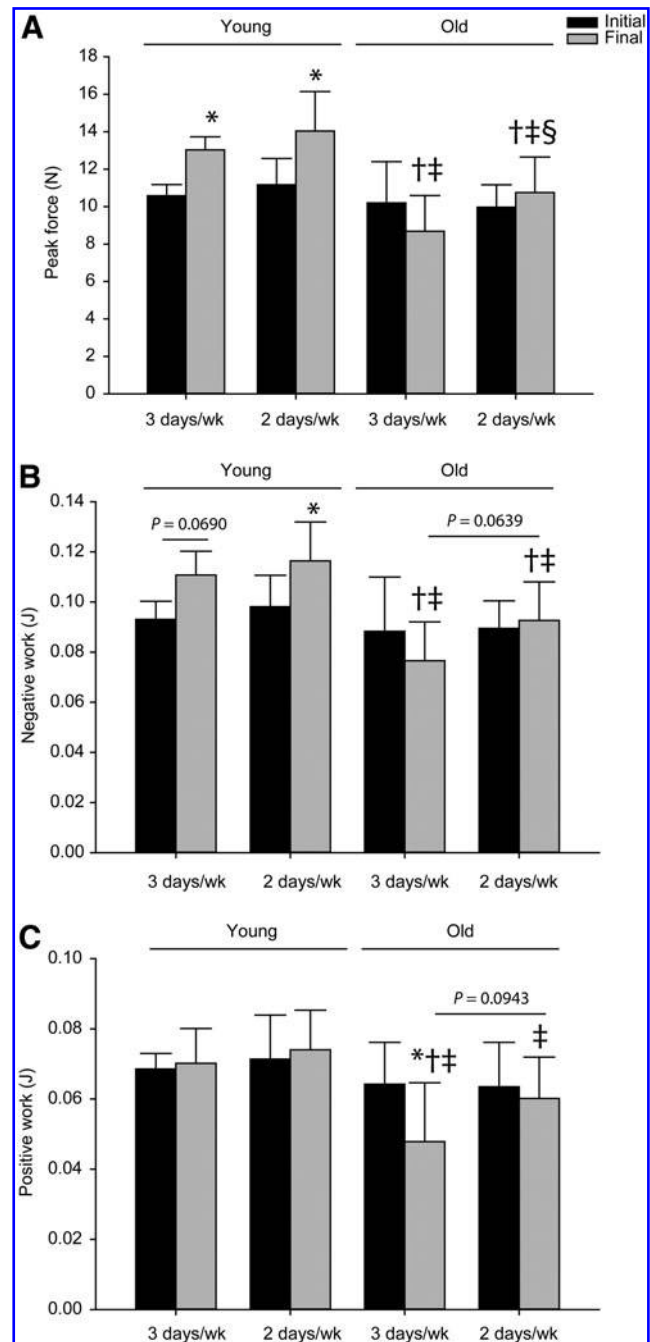 A
Initial
Final
Young
Old
Peak force (N)
18
16
14
12
10
8
6
4
2
0
*
*
†‡
†‡§
3 days/wk
2 days/wk
3 days/wk
2 days/wk
B
Young
Old
Negative work (J)
0.14
0.12
0.10
0.08
0.06
0.04
0.02
0.00
P = 0.0690
*
P = 0.0639
†‡
†‡
3 days/wk
2 days/wk
3 days/wk
2 days/wk
C
Young
Old
Positive work (J)
0.10
0.08
0.06
0.04
0.02
0.00
P = 0.0943
*†‡
‡
3 days/wk
2 days/wk
3 days/wk
2 days/wk